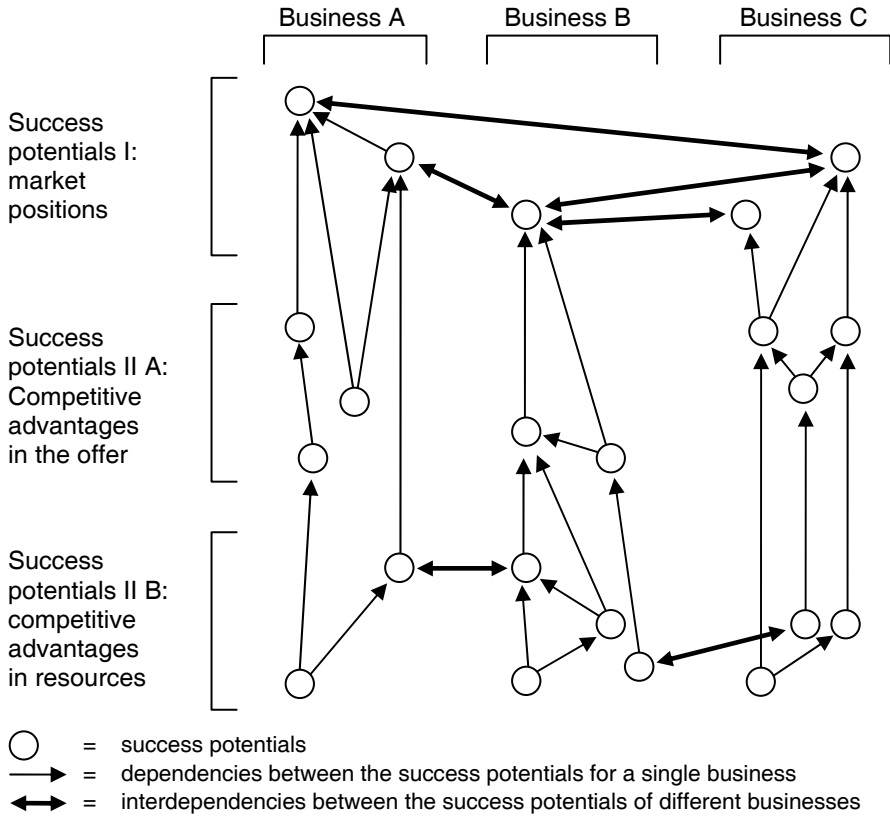 Business A
Business B
Business C
Success
potentials I:
market
positions
Success
potentials II A:
Competitive
advantages
in the offer
Success
potentials II B:
competitive
advantages
in resources
= success potentials
= dependencies between the success potentials for a single business
= interdependencies between the success potentials of different businesses